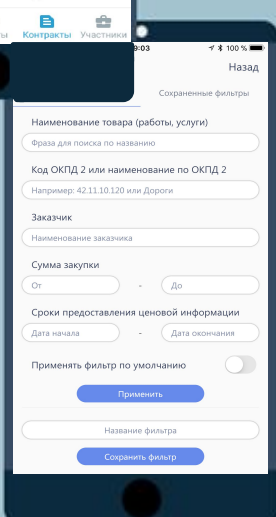 ты Контракты Участники
9:03 100 %
Назад
Сохраненные фильтры
Наименование товара (работы, услуги)
Фраза для поиска по названию
Код ОКПД 2 или наименование по ОКПД 2
Например: 42.11.10.120 или Дороги
Заказчик
Наименование заказчика
Сумма закупки
От - До
Сроки предоставления ценовой информации
Дата начала - Дата окончания
Применять фильтр по умолчанию
Применить
Название фильтра
Сохранить фильтр